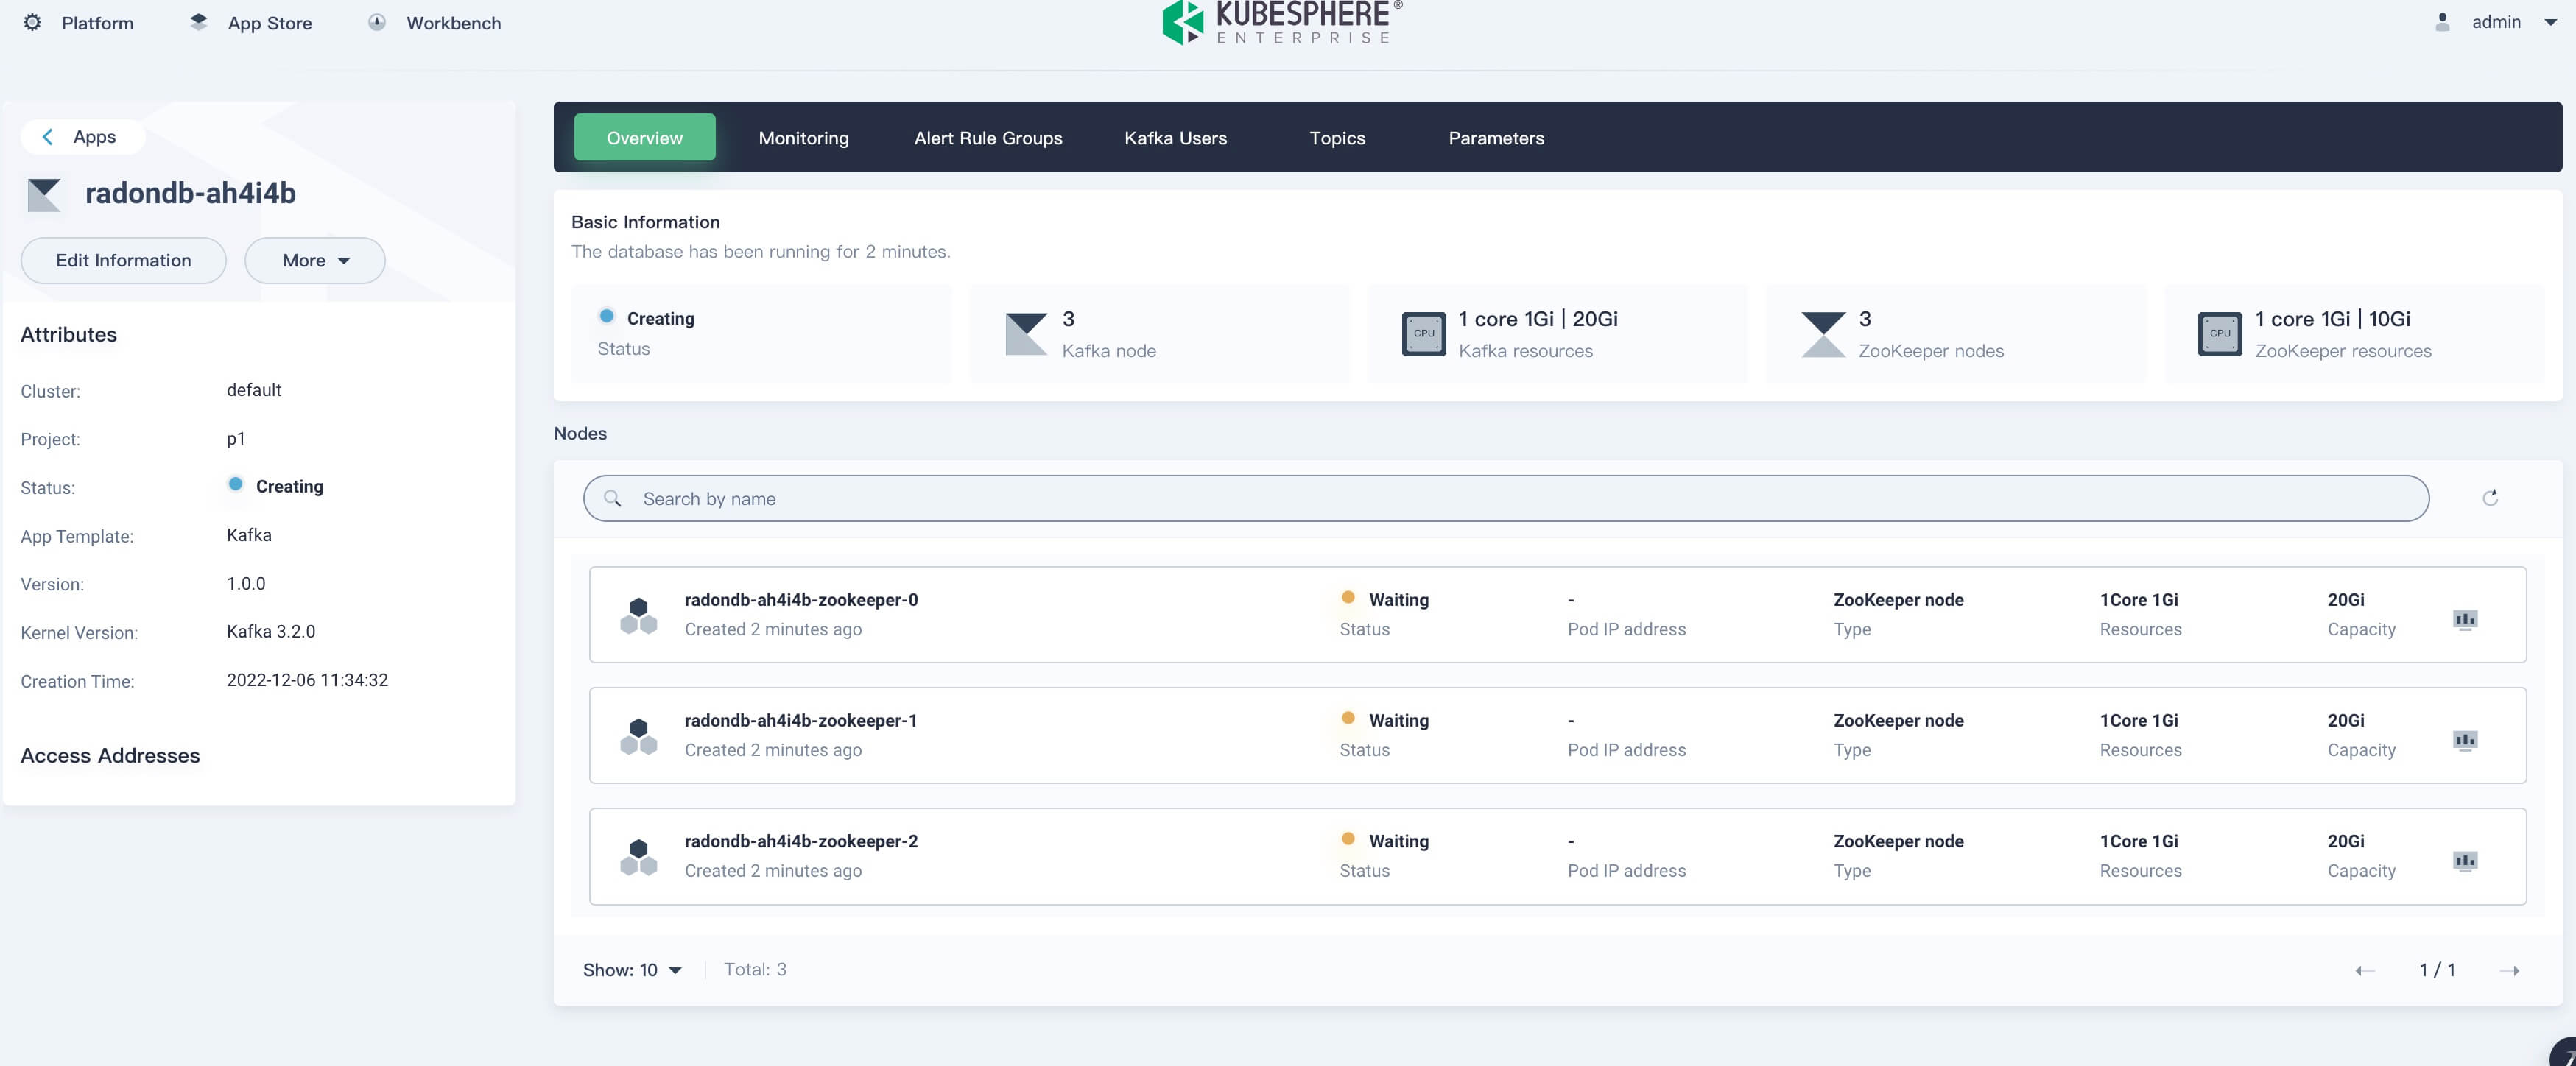 Platform
App Store
Workbench
KUBESPHERE®
ENTERPRISE
admin
Apps
radondb-ah4i4b
Edit Information
More
Attributes
Cluster: default
Project: p1
Status: Creating
App Template: Kafka
Version: 1.0.0
Kernel Version: Kafka 3.2.0
Creation Time: 2022-12-06 11:34:32
Access Addresses
Overview Monitoring Alert Rule Groups Kafka Users Topics Parameters
Basic Information
The database has been running for 2 minutes.
Creating
Status
3
Kafka node
CPU
1 core 1Gi | 20Gi
Kafka resources
3
ZooKeeper nodes
CPU
1 core 1Gi | 10Gi
ZooKeeper resources
Nodes
Search by name
radondb-ah4i4b-zookeeper-0 Waiting - ZooKeeper node 1Core 1Gi 20Gi
Created 2 minutes ago Status Pod IP address Type Resources Capacity
radondb-ah4i4b-zookeeper-1 Waiting - ZooKeeper node 1Core 1Gi 20Gi
Created 2 minutes ago Status Pod IP address Type Resources Capacity
radondb-ah4i4b-zookeeper-2 Waiting - ZooKeeper node 1Core 1Gi 20Gi
Created 2 minutes ago Status Pod IP address Type Resources Capacity
Show: 10 Total: 3 1 / 1